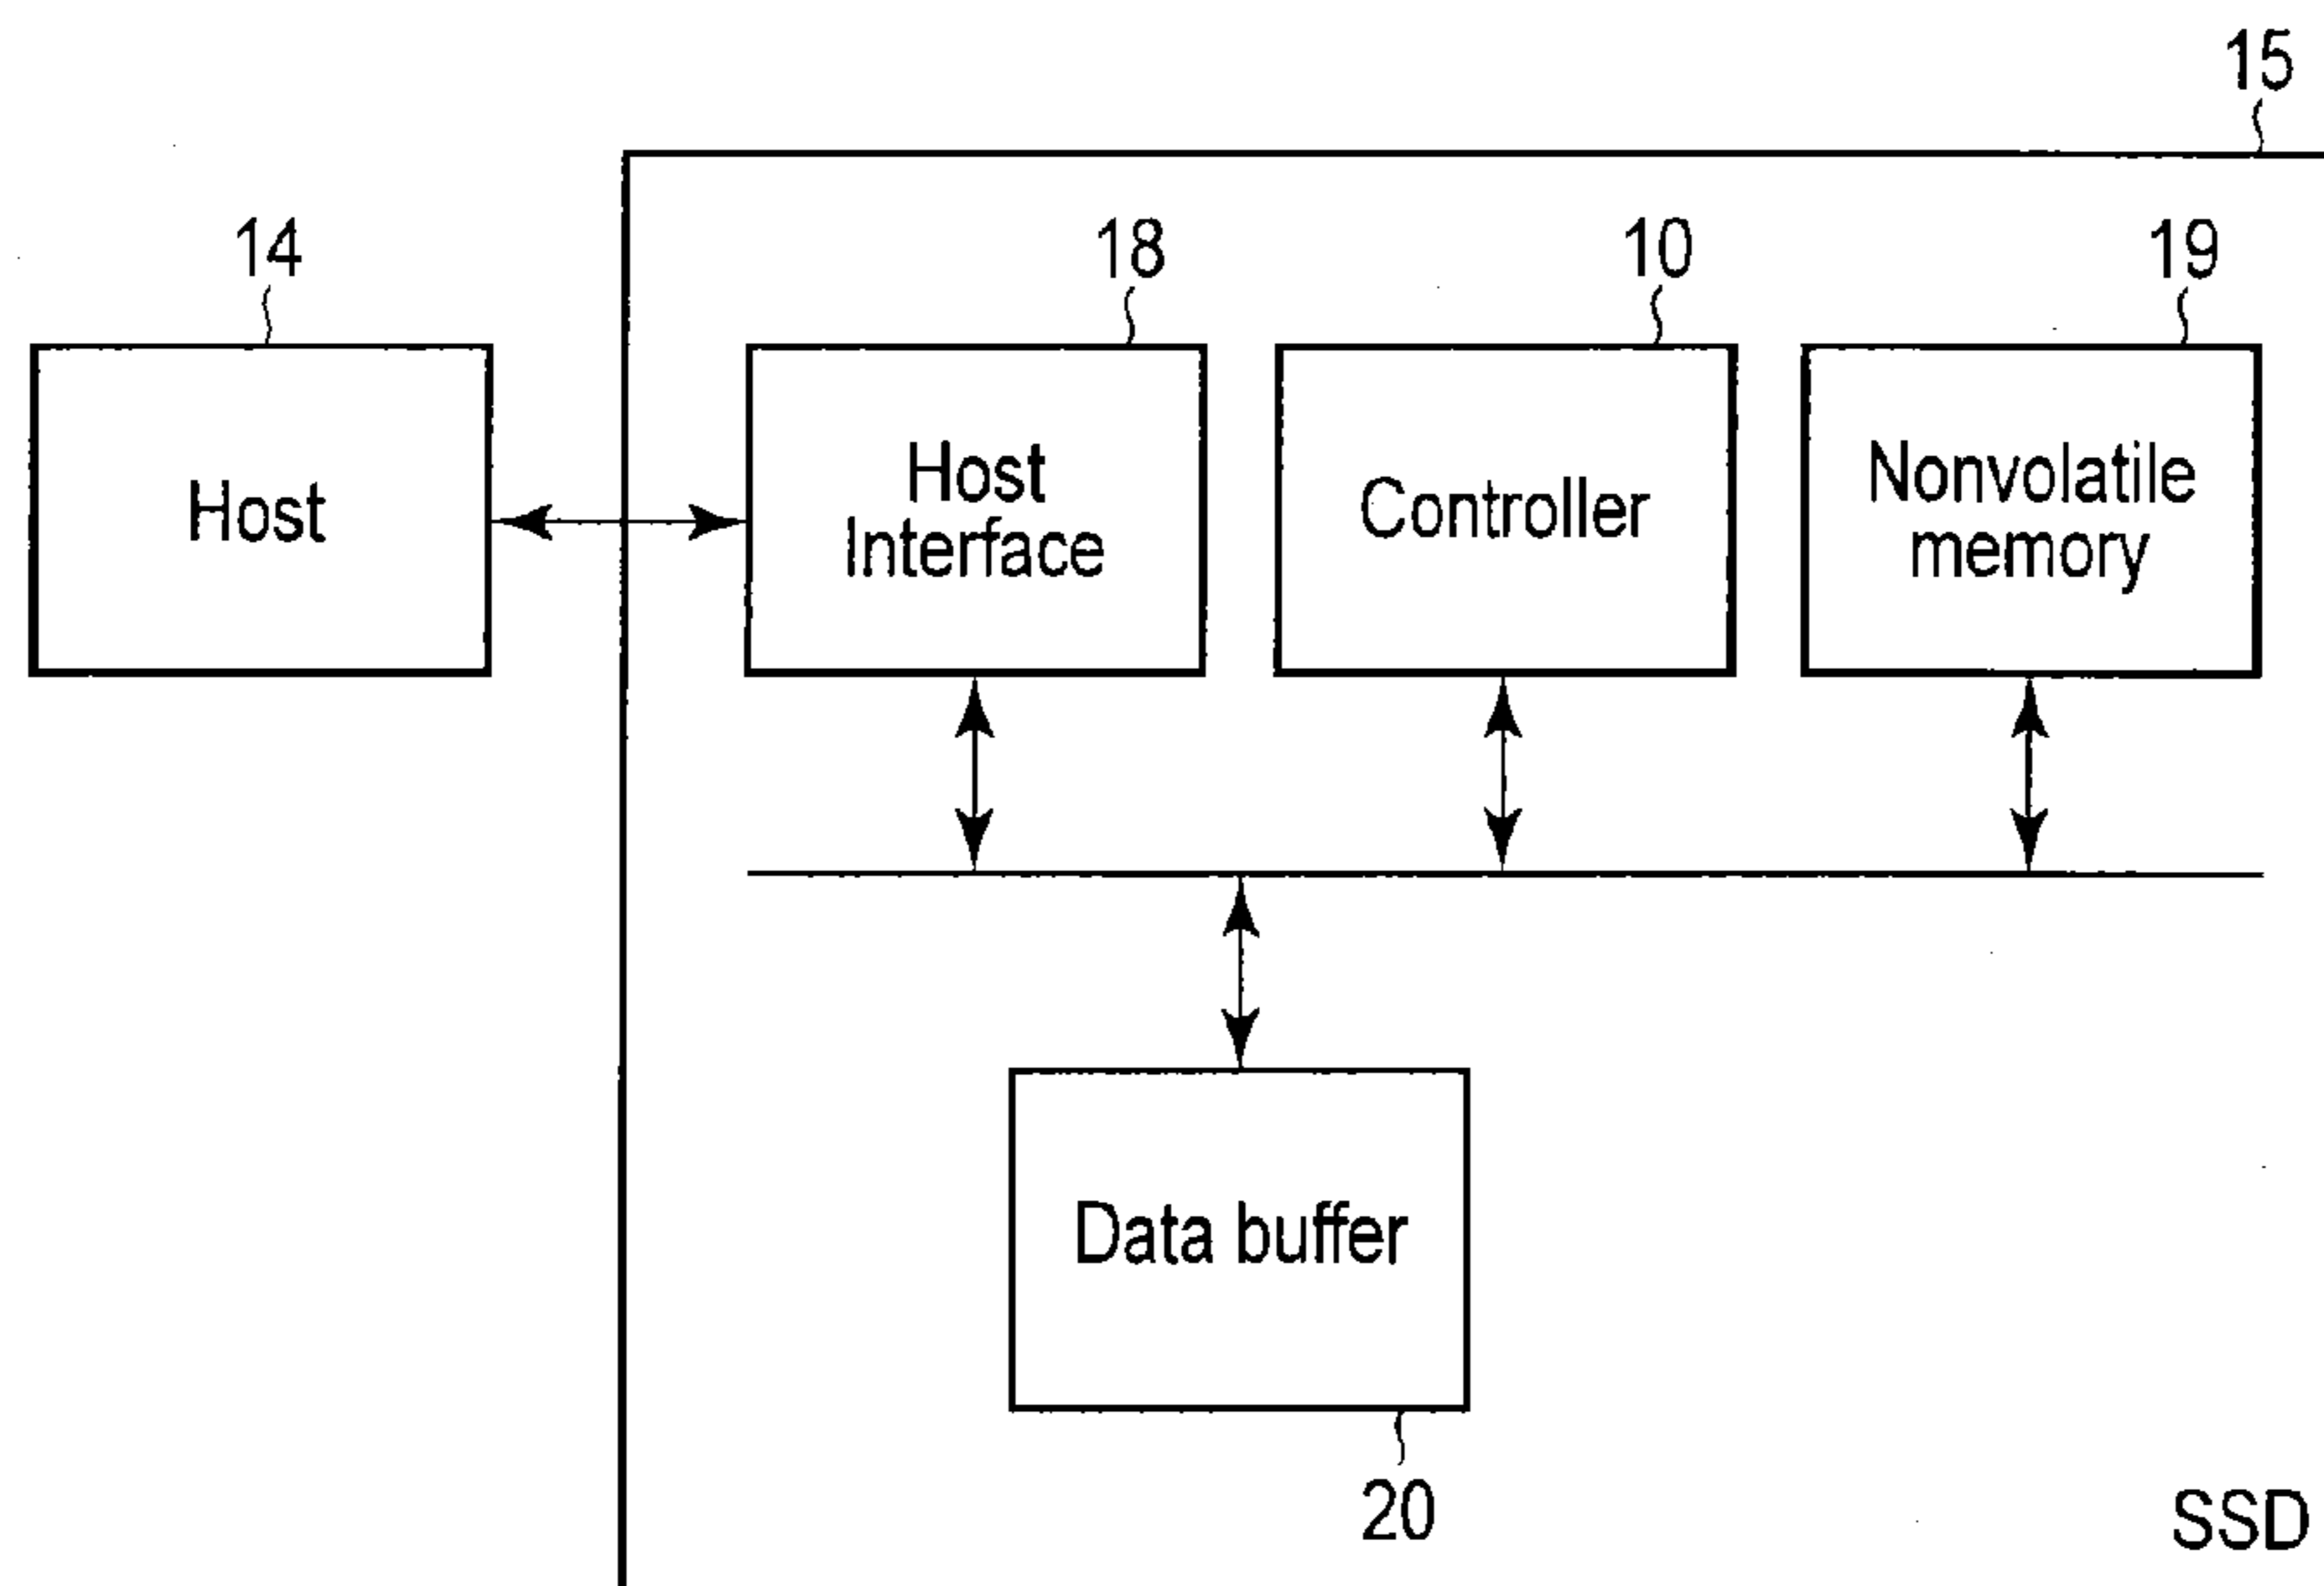 15
14
18
10
19
Host
Host
Interface
Controller
Nonvolatile
memory
Data buffer
20
SSD